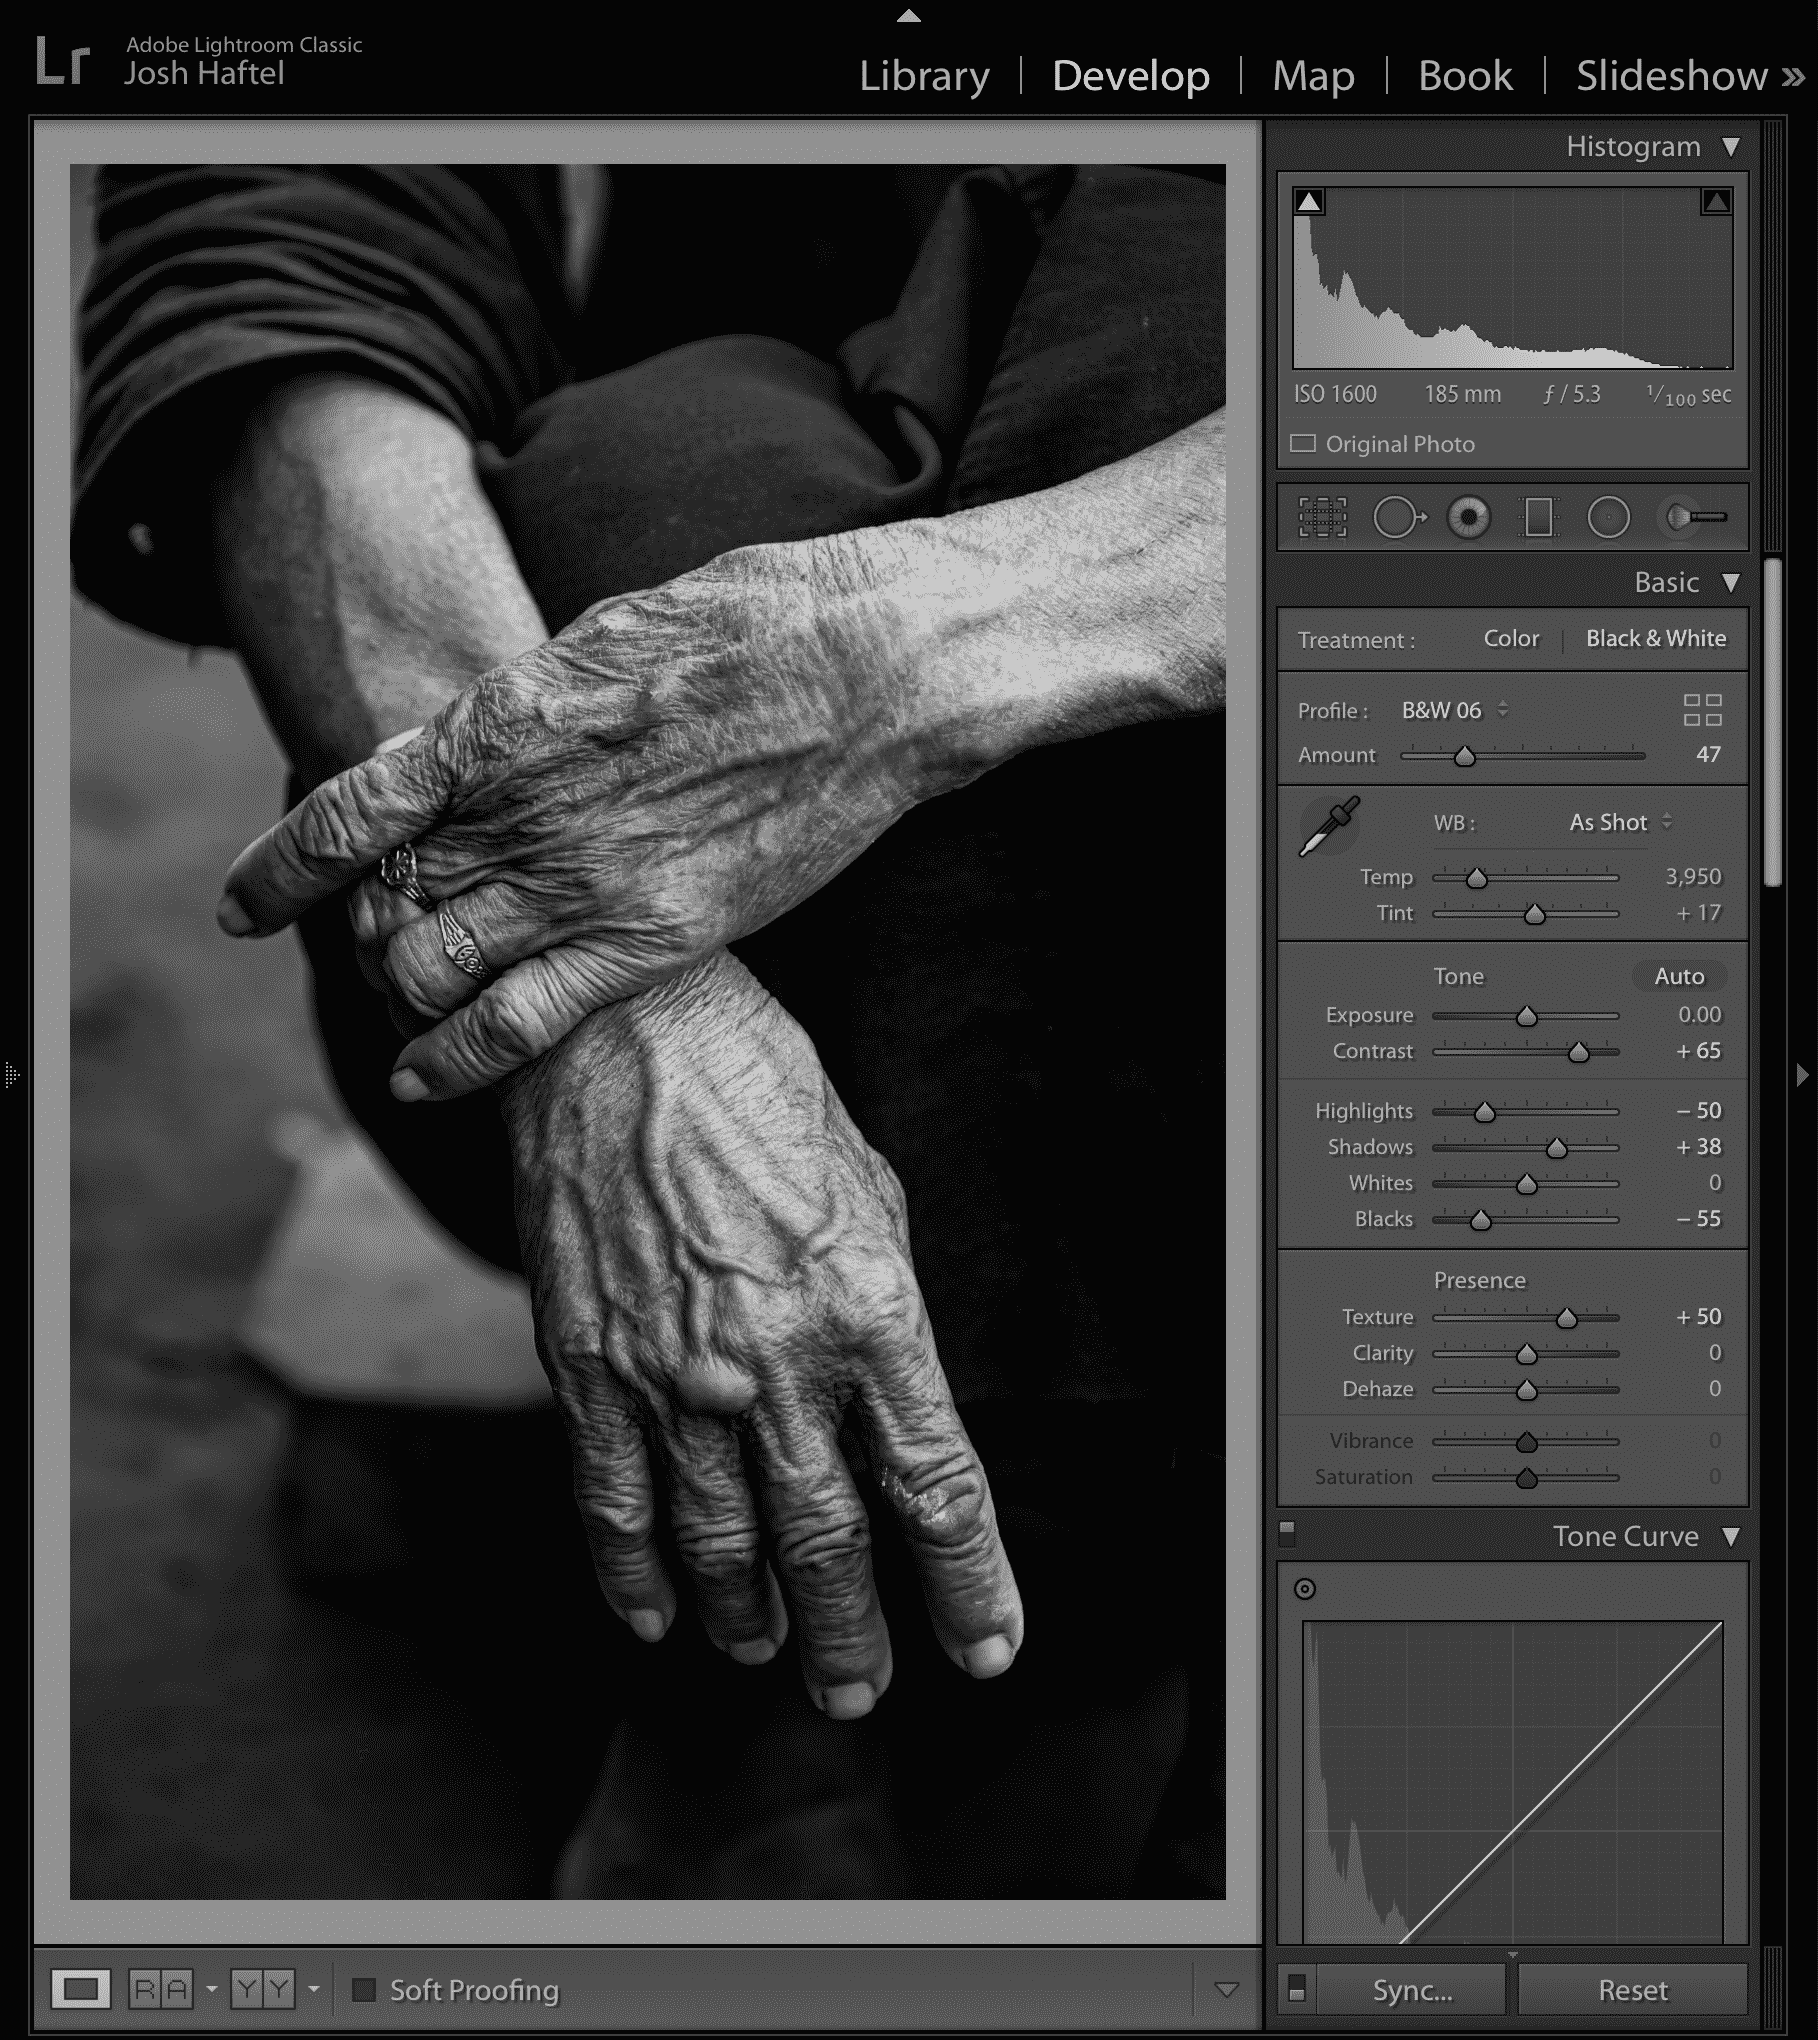 Lr
Adobe Lightroom Classic
Josh Haftel
Library | Develop | Map | Book | Slideshow »
Histogram
ISO 1600 185 mm ƒ / 5.3 1/100 sec
Original Photo
Basic
Treatment : Color | Black & White
Profile : B&W 06
Amount 47
WB : As Shot
Temp 3,950
Tint + 17
Tone Auto
Exposure 0.00
Contrast + 65
Highlights − 50
Shadows + 38
Whites 0
Blacks − 55
Presence
Texture + 50
Clarity 0
Dehaze 0
Vibrance 0
Saturation 0
Tone Curve
R A Y Y Soft Proofing
Sync... Reset